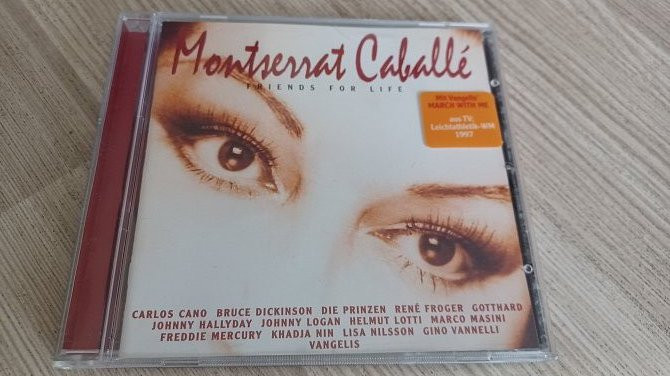 Montserrat Caballé
FRIENDS FOR LIFE
Mit Vangelis
MARCH WITH ME
aus TV:
Leichtathletik-WM
1997
CARLOS CANO BRUCE DICKINSON DIE PRINZEN RENÉ FROGER GOTTHARD
JOHNNY HALLYDAY JOHNNY LOGAN HELMUT LOTTI MARCO MASINI
FREDDIE MERCURY KHADJA NIN LISA NILSSON GINO VANNELLI
VANGELIS